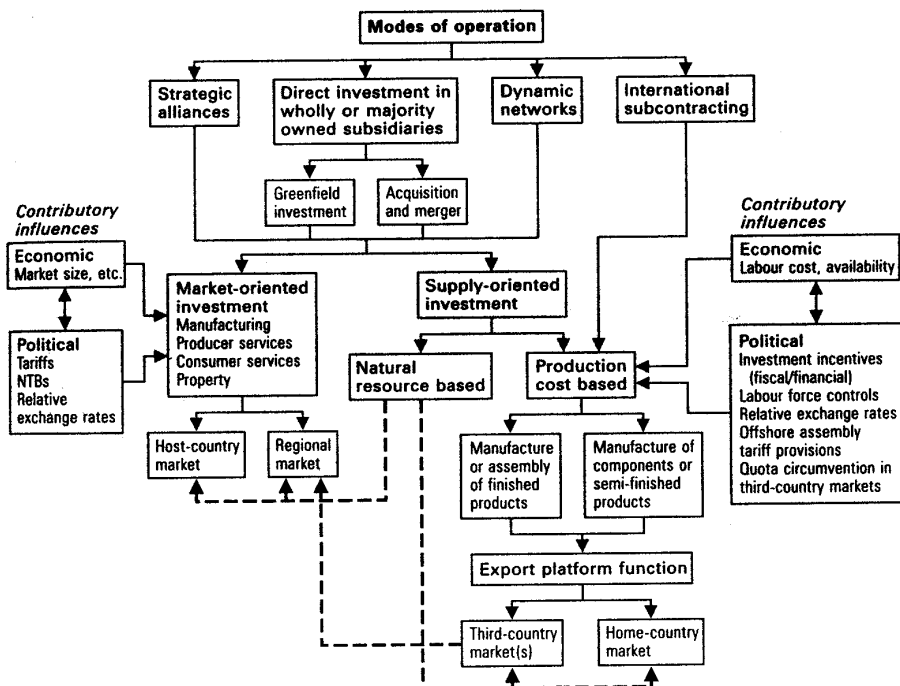 Modes of operation
Strategic
alliances
Direct investment in
wholly or majority
owned subsidiaries
Dynamic
networks
International
subcontracting
Greenfield
investment
Acquisition
and merger
Contributory
influences
Economic
Market size, etc.
Political
Tariffs
NTBs
Relative
exchange rates
Market-oriented
investment
Manufacturing
Producer services
Consumer services
Property
Supply-oriented
investment
Natural
resource based
Production
cost based
Contributory
influences
Economic
Labour cost, availability
Political
Investment incentives
(fiscal/financial)
Labour force controls
Relative exchange rates
Offshore assembly
tariff provisions
Quota circumvention in
third-country markets
Host-country
market
Regional
market
Manufacture
or assembly
of finished
products
Manufacture of
components or
semi-finished
products
Export platform function
Third-country
market(s)
Home-country
market